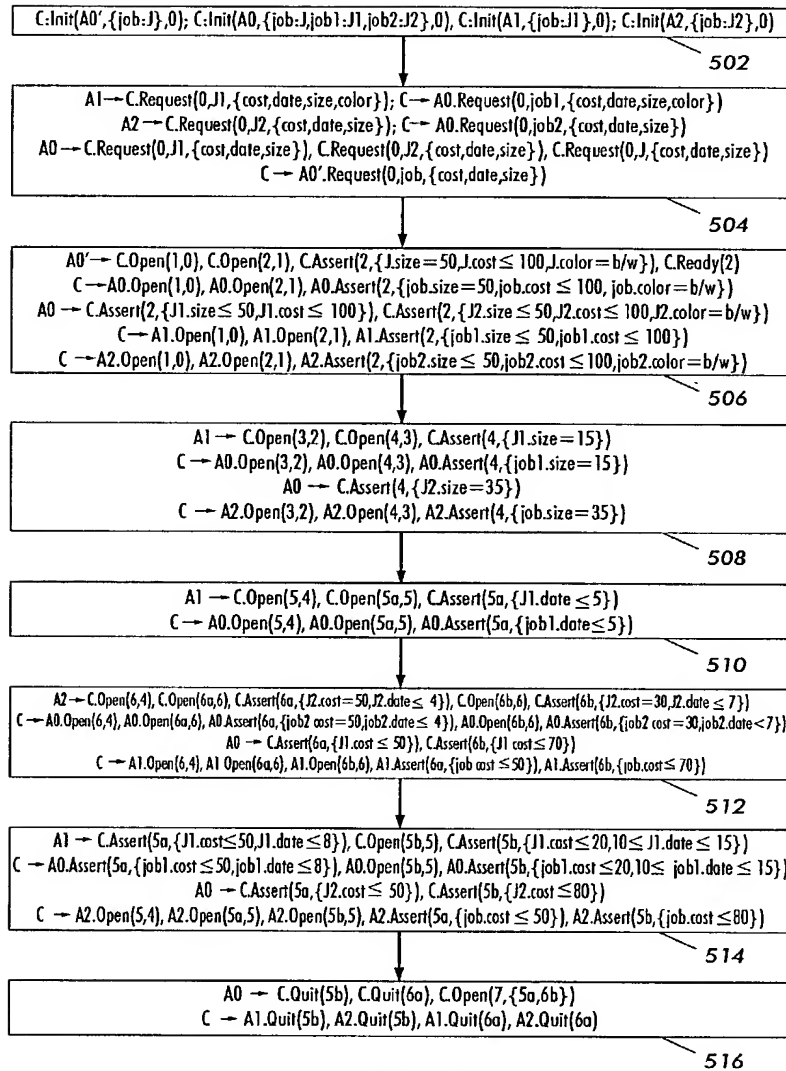 C:Init(A0',{job:J},0); C:Init(A0,{job:J,job1:J1,job2:J2},0), C:Init(A1,{job:J1},0); C:Init(A2,{job:J2},0)
502
A1→C.Request(0,J1,{cost,date,size,color}); C→ A0.Request(0,job1,{cost,date,size,color})
A2→C.Request(0,J2,{cost,date,size}); C→ A0.Request(0,job2,{cost,date,size})
A0→C.Request(0,J1,{cost,date,size}), C.Request(0,J2,{cost,date,size}), C.Request(0,J,{cost,date,size})
C → A0'.Request(0,job,{cost,date,size})
504
A0'→ C.Open(1,0), C.Open(2,1), C.Assert(2,{J.size=50,J.cost≤ 100,J.color=b/w}), C.Ready(2)
C→A0.Open(1,0), A0.Open(2,1), A0.Assert(2,{job.size=50,job.cost≤ 100, job.color=b/w})
A0 → C.Assert(2,{J1.size≤ 50,J1.cost≤ 100}), C.Assert(2,{J2.size≤ 50,J2.cost≤ 100,J2.color=b/w})
C→A1.Open(1,0), A1.Open(2,1), A1.Assert(2,{job1.size≤ 50,job1.cost≤ 100})
C →A2.Open(1,0), A2.Open(2,1), A2.Assert(2,{job2.size≤ 50,job2.cost≤100,job2.color=b/w})
506
A1 → C.Open(3,2), C.Open(4,3), C.Assert(4,{J1.size=15})
C →A0.Open(3,2), A0.Open(4,3), A0.Assert(4,{job1.size=15})
A0 → C.Assert(4,{J2.size=35})
C → A2.Open(3,2), A2.Open(4,3), A2.Assert(4,{job.size=35})
508
A1 → C.Open(5,4), C.Open(5a,5), C.Assert(5a,{J1.date≤5})
C → A0.Open(5,4), A0.Open(5a,5), A0.Assert(5a,{job1.date≤5})
510
A2→C.Open(6,4), C.Open(6a,6), C.Assert(6a,{J2.cost=50,J2.date≤ 4}), C.Open(6b,6), C.Assert(6b,{J2.cost=30,J2.date≤7})
C→A0.Open(6,4), A0.Open(6a,6), A0.Assert(6a,{job2 cost=50,job2.date≤ 4}), A0.Open(6b,6), A0.Assert(6b,{job2 cost=30,job2.date<7})
A0 → C.Assert(6a,{J1.cost≤ 50}), C.Assert(6b,{J1 cost≤70})
C → A1.Open(6,4), A1 Open(6a,6), A1.Open(6b,6), A1.Assert(6a,{job cost≤50}), A1.Assert(6b,{job.cost≤ 70})
512
A1 → C.Assert(5a,{J1.cost≤50,J1.date≤8}), C.Open(5b,5), C.Assert(5b,{J1.cost≤20,10≤ J1.date≤ 15})
C →A0.Assert(5a,{job1.cost≤50,job1.date≤8}), A0.Open(5b,5), A0.Assert(5b,{job1.cost≤20,10≤ job1.date≤ 15})
A0 → C.Assert(5a,{J2.cost≤ 50}), C.Assert(5b,{J2.cost≤80})
C → A2.Open(5,4), A2.Open(5a,5), A2.Open(5b,5), A2.Assert(5a,{job.cost≤ 50}), A2.Assert(5b,{job.cost≤80})
514
A0 → C.Quit(5b), C.Quit(6a), C.Open(7,{5a,6b})
C → A1.Quit(5b), A2.Quit(5b), A1.Quit(6a), A2.Quit(6a)
516